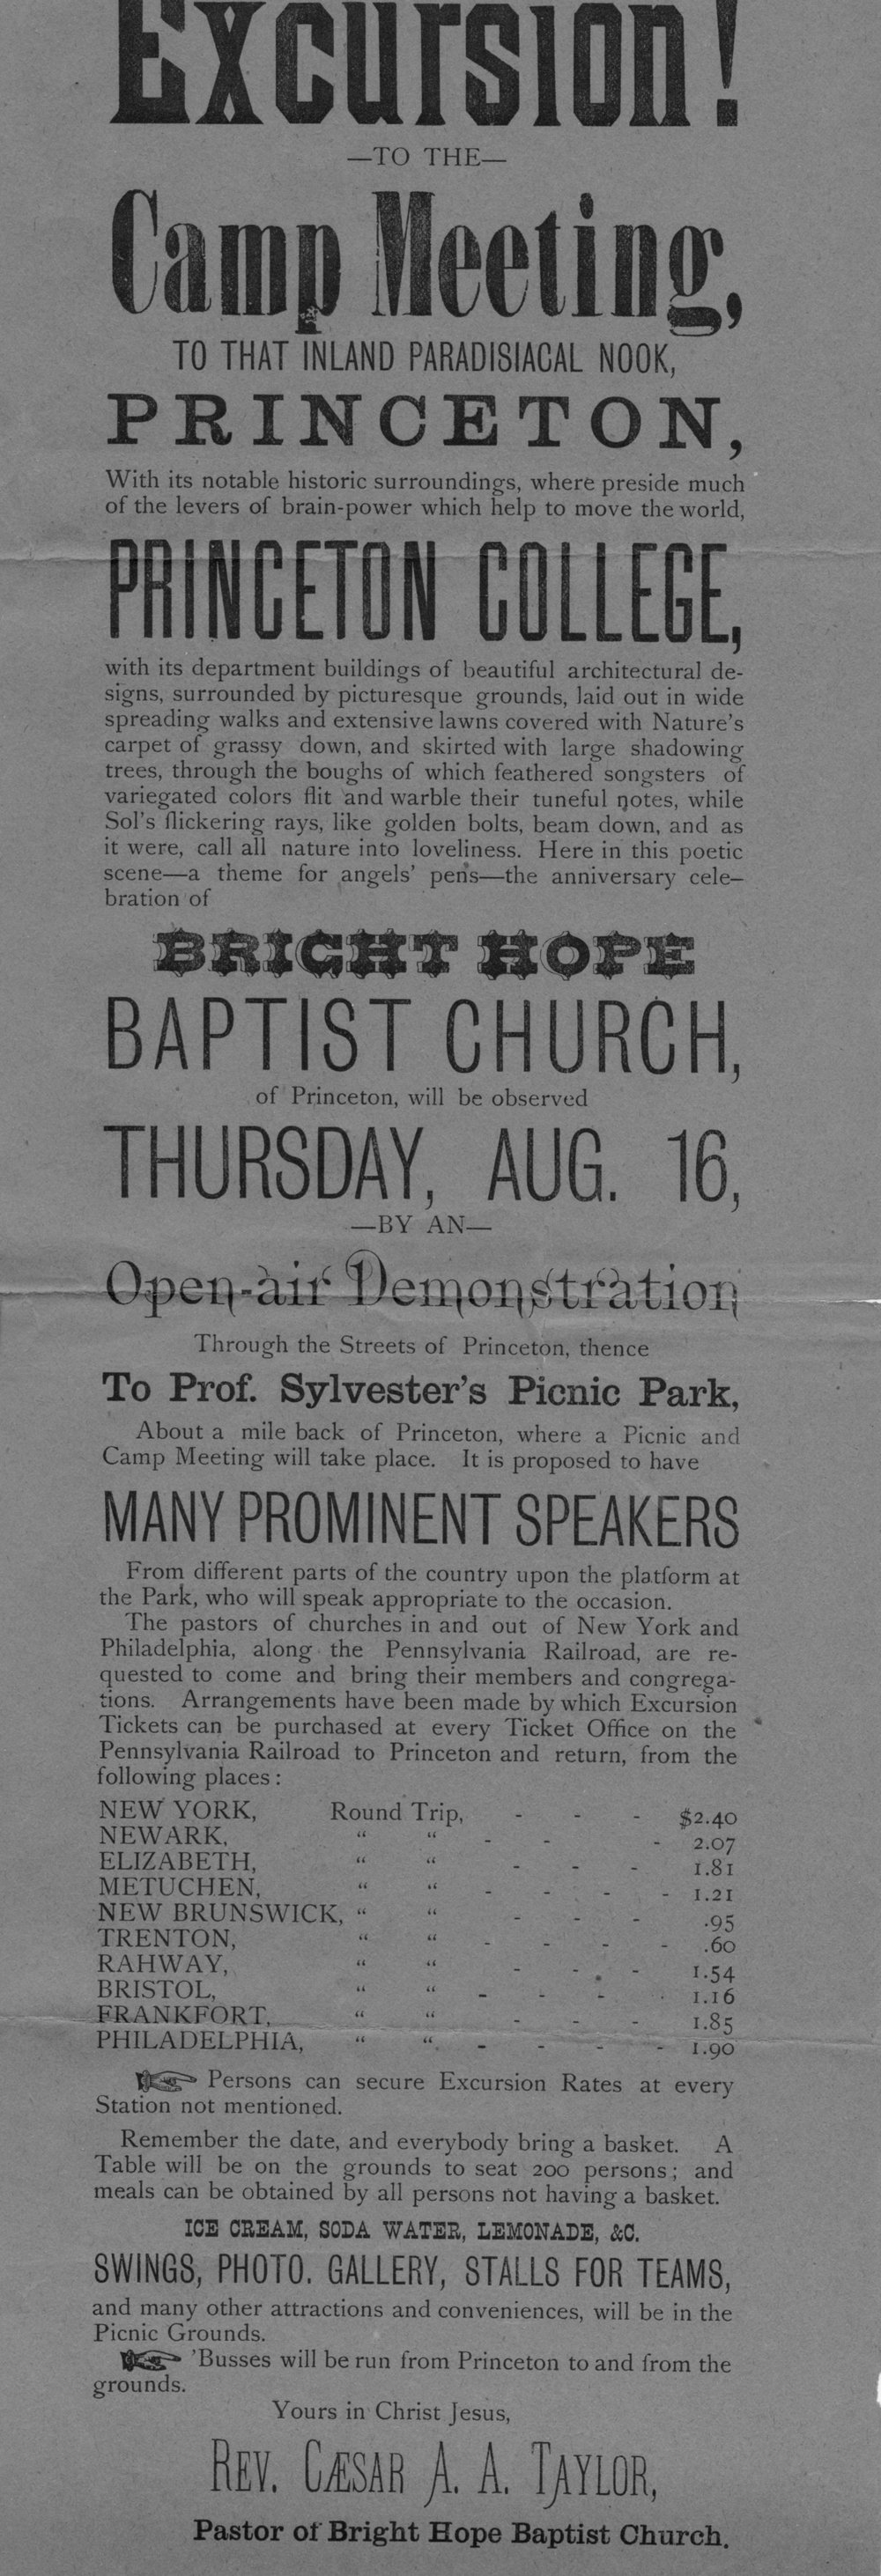 Excursion!
—TO THE—
Camp Meeting,
TO THAT INLAND PARADISIACAL NOOK,
PRINCETON,
With its notable historic surroundings, where preside much
of the levers of brain-power which help to move the world,
PRINCETON COLLEGE,
with its department buildings of beautiful architectural de-
signs, surrounded by picturesque grounds, laid out in wide
spreading walks and extensive lawns covered with Nature's
carpet of grassy down, and skirted with large shadowing
trees, through the boughs of which feathered songsters of
variegated colors flit and warble their tuneful notes, while
Sol's flickering rays, like golden bolts, beam down, and as
it were, call all nature into loveliness. Here in this poetic
scene—a theme for angels' pens—the anniversary cele-
bration of
BRIGHT HOPE
BAPTIST CHURCH,
of Princeton, will be observed
THURSDAY, AUG. 16,
—BY AN—
Open-air Demonstration
Through the Streets of Princeton, thence
To Prof. Sylvester's Picnic Park,
About a mile back of Princeton, where a Picnic and
Camp Meeting will take place. It is proposed to have
MANY PROMINENT SPEAKERS
From different parts of the country upon the platform at
the Park, who will speak appropriate to the occasion.
The pastors of churches in and out of New York and
Philadelphia, along the Pennsylvania Railroad, are re-
quested to come and bring their members and congrega-
tions. Arrangements have been made by which Excursion
Tickets can be purchased at every Ticket Office on the
Pennsylvania Railroad to Princeton and return, from the
following places:
NEW YORK, Round Trip, - - - $2.40
NEWARK, " " - - - 2.07
ELIZABETH, " " - - - 1.81
METUCHEN, " " - - - - 1.21
NEW BRUNSWICK, " " - - - .95
TRENTON, " " - - - - .60
RAHWAY, " " - - - 1.54
BRISTOL, " " - - - - 1.16
FRANKFORT, " " - - - 1.85
PHILADELPHIA, " " - - - - 1.90
☞ Persons can secure Excursion Rates at every
Station not mentioned.
Remember the date, and everybody bring a basket. A
Table will be on the grounds to seat 200 persons; and
meals can be obtained by all persons not having a basket.
ICE CREAM, SODA WATER, LEMONADE, &C.
SWINGS, PHOTO. GALLERY, STALLS FOR TEAMS,
and many other attractions and conveniences, will be in the
Picnic Grounds.
☞ 'Busses will be run from Princeton to and from the
grounds.
Yours in Christ Jesus,
REV. CÆSAR A. A. TAYLOR,
Pastor of Bright Hope Baptist Church.